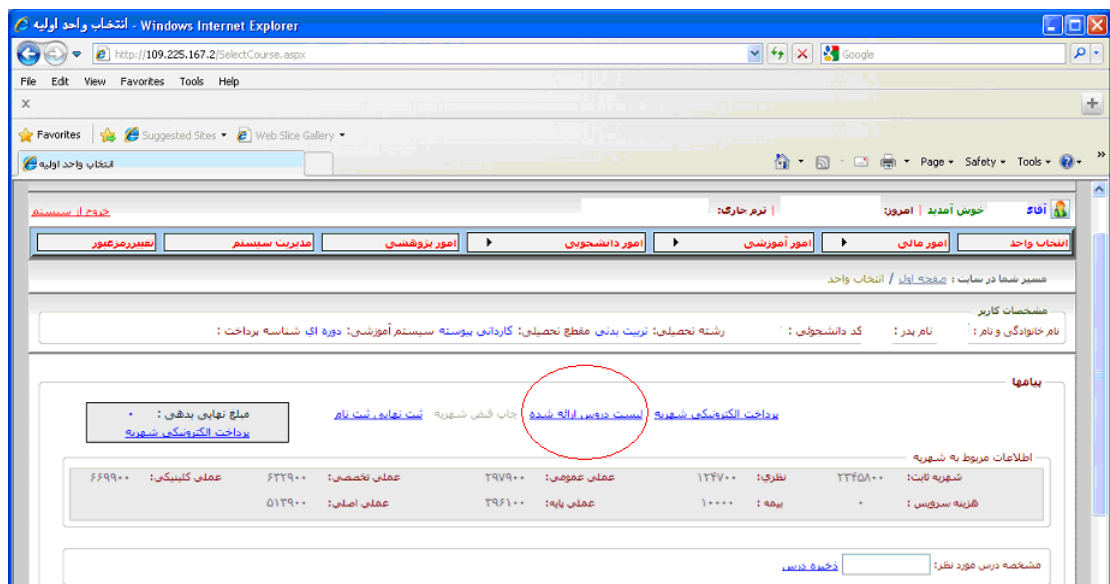 انتخاب واحد اولیه - Windows Internet Explorer
http://109.225.167.2/SelectCourse.aspx
Google
File Edit View Favorites Tools Help
Favorites Suggested Sites Web Slice Gallery
انتخاب واحد اولیه Page Safety Tools
آقای خوش آمدید | امروز: | ترم جاری: خروج از سیستم
انتخاب واحد امور مالی امور آموزشی امور دانشجویی امور پژوهشی مدیریت سیستم تغییررمزعبور
مسیر شما در سایت : صفحه اول / انتخاب واحد
مشخصات کاربر
نام خانوادگی و نام : نام پدر : کد دانشجوئی : رشته تحصیلی: تربیت بدنی مقطع تحصیلی: کاردانی پیوسته سیستم آموزشی: دوره اي شناسه پرداخت :
پیامها
پرداخت الکترونیکی شهریه لیست دروس ارائه شده چاپ قبض شهریه ثبت نهایی ثبت نام
مبلغ نهایی بدهی : ۰
پرداخت الکترونیکی شهریه
اطلاعات مربوط به شهریه
شهریه ثابت: ۲۳۴۵۸۰۰ نظری: ۱۲۴۷۰۰ عملی عمومی: ۲۹۷۹۰۰ عملی تخصصی: ۶۳۲۹۰۰ عملی کلینیکی: ۶۶۹۹۰۰
هزینه سرویس : ۰ بیمه : ۱۰۰۰۰ عملی پایه: ۳۹۶۱۰۰ عملی اصلی: ۵۱۳۹۰۰
مشخصه درس مورد نظر: ذخیره درس